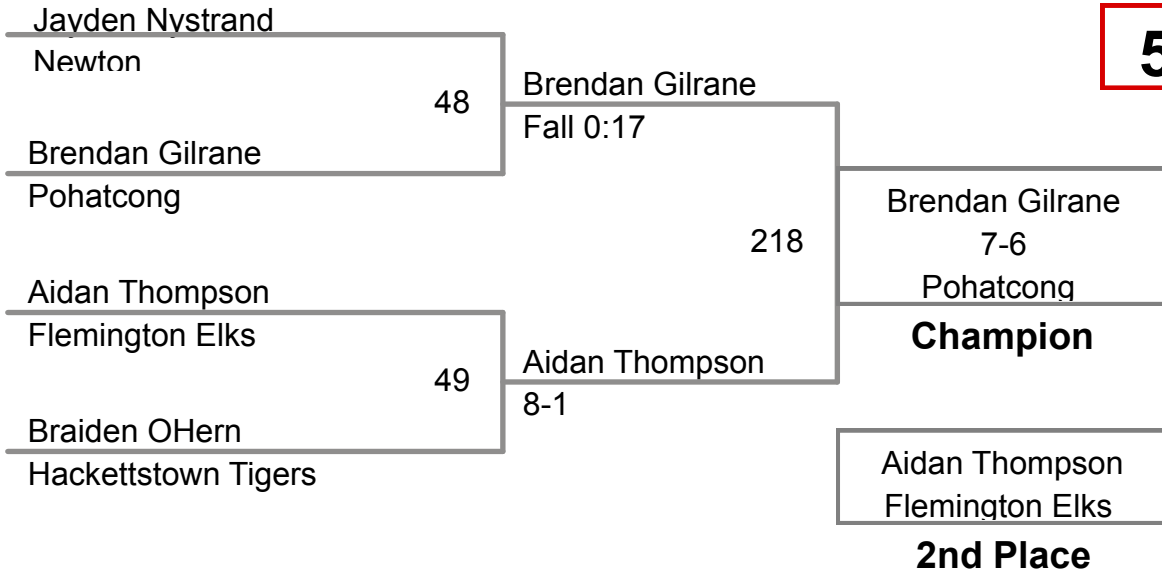 Jayden Nystrand
Newton
48
Brendan Gilrane
Pohatcong
Brendan Gilrane
Fall 0:17
Aidan Thompson
Flemington Elks
49
Braiden OHern
Hackettstown Tigers
Aidan Thompson
8-1
218
5
Brendan Gilrane
7-6
Pohatcong
Champion
Aidan Thompson
Flemington Elks
2nd Place